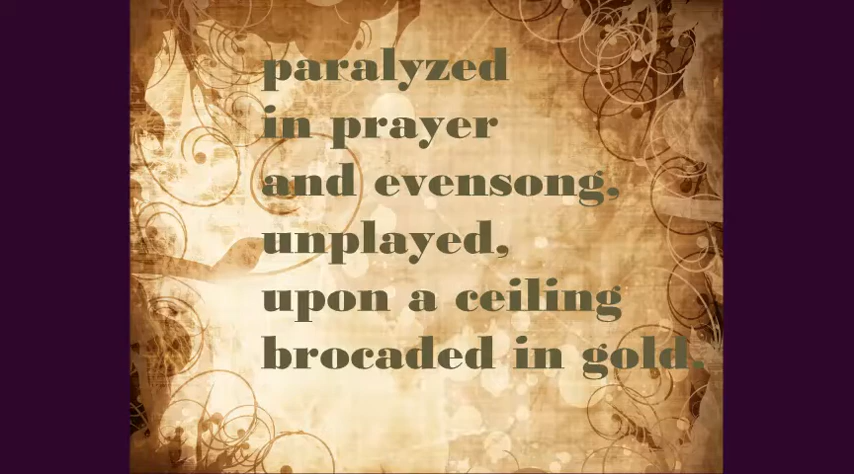 paralyzed
in prayer
and evensong,
unplayed,
upon a ceiling
brocaded in gold.